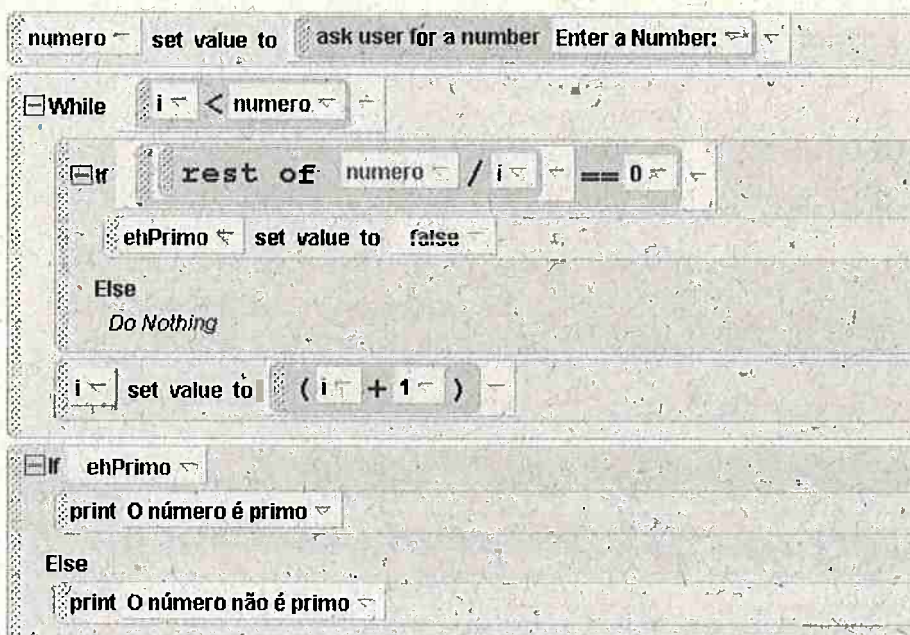 numero set value to ask user for a number Enter a Number:
While i < numero
If rest of numero / i == 0
ehPrimo set value to false
Else
Do Nothing
i set value to ( i + 1 )
If ehPrimo
print O número é primo
Else
print O número não é primo